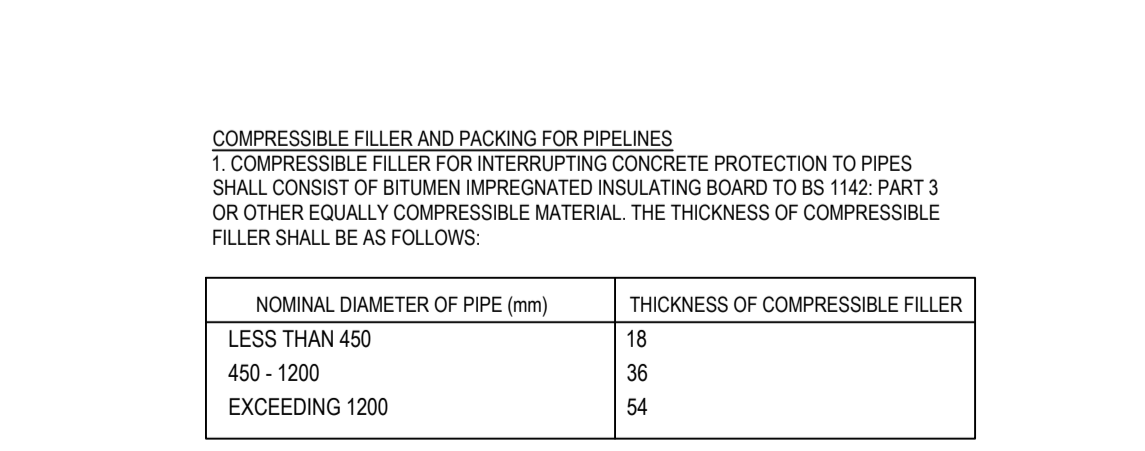 COMPRESSIBLE FILLER AND PACKING FOR PIPELINES
1. COMPRESSIBLE FILLER FOR INTERRUPTING CONCRETE PROTECTION TO PIPES
SHALL CONSIST OF BITUMEN IMPREGNATED INSULATING BOARD TO BS 1142: PART 3
OR OTHER EQUALLY COMPRESSIBLE MATERIAL. THE THICKNESS OF COMPRESSIBLE
FILLER SHALL BE AS FOLLOWS:
NOMINAL DIAMETER OF PIPE (mm) THICKNESS OF COMPRESSIBLE FILLER
LESS THAN 450 18
450 - 1200 36
EXCEEDING 1200 54